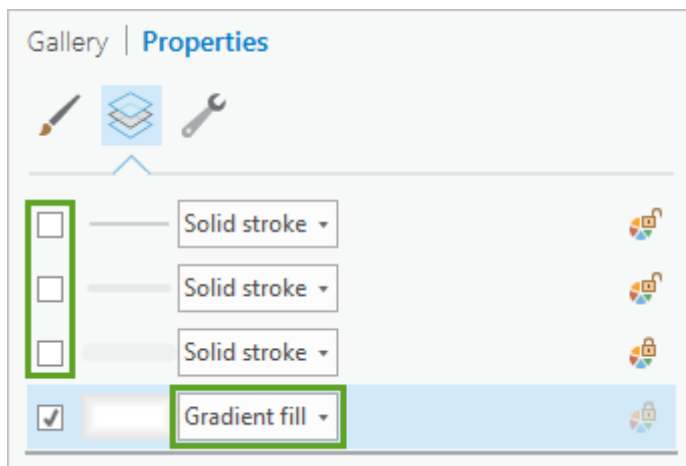 Gallery | Properties
Solid stroke
Solid stroke
Solid stroke
Gradient fill